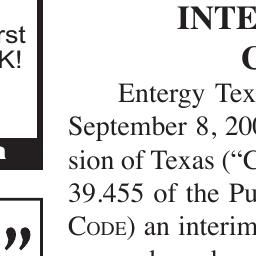 rst
K!
INTE
Entergy Tex
September 8, 200
sion of Texas (“C
39.455 of the Pu
CODE) an interim
”